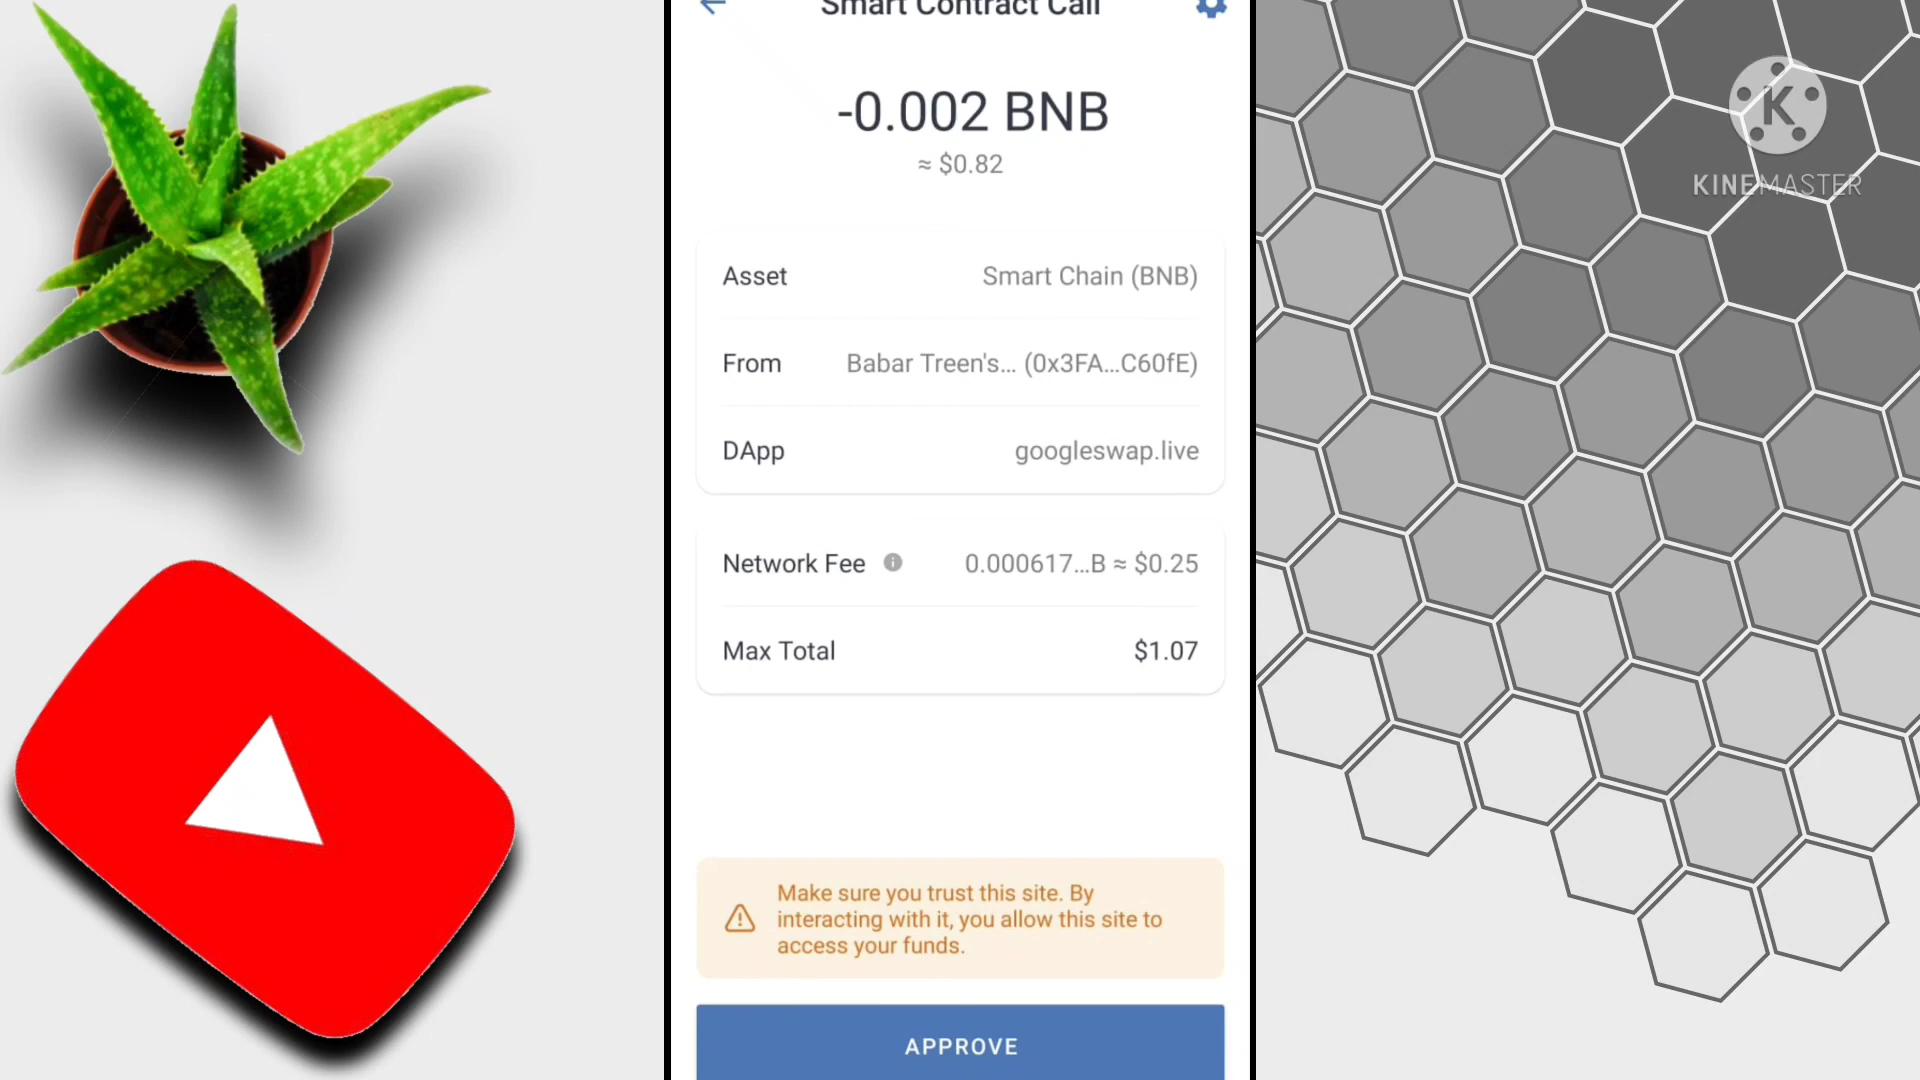 Smart Contract Call
-0.002 BNB
≈ $0.82
Asset Smart Chain (BNB)
From Babar Treen's... (0x3FA...C60fE)
DApp googleswap.live
Network Fee 0.000617...B ≈ $0.25
Max Total $1.07
Make sure you trust this site. By
interacting with it, you allow this site to
access your funds.
APPROVE
K
KINEMASTER